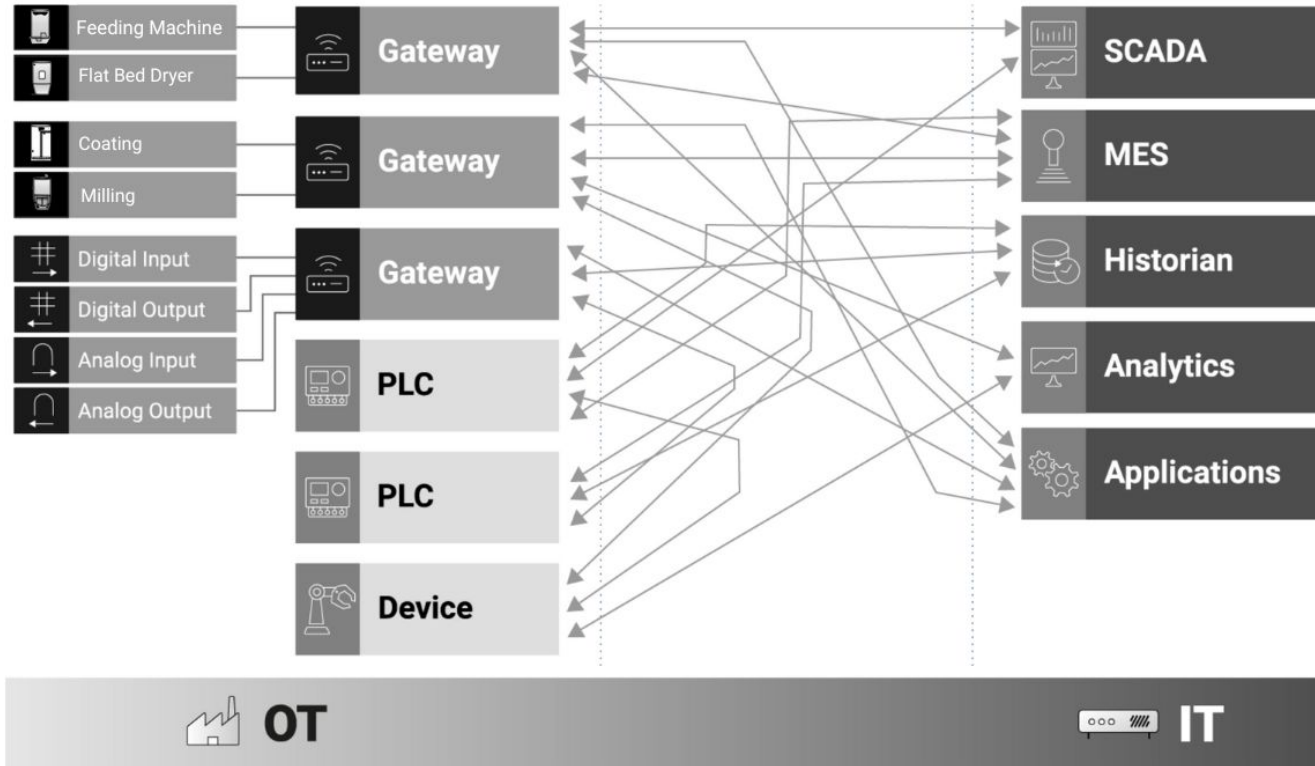 Feeding Machine
Flat Bed Dryer
Coating
Milling
Digital Input
Digital Output
Analog Input
Analog Output
Gateway
Gateway
Gateway
PLC
PLC
Device
SCADA
MES
Historian
Analytics
Applications
OT
IT